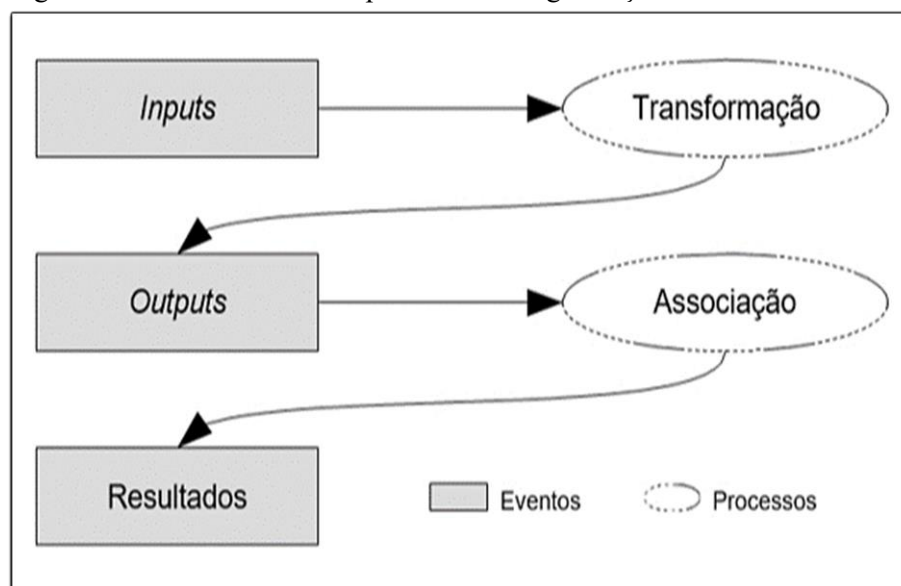 Inputs
Transformação
Outputs
Associação
Resultados
Eventos
Processos